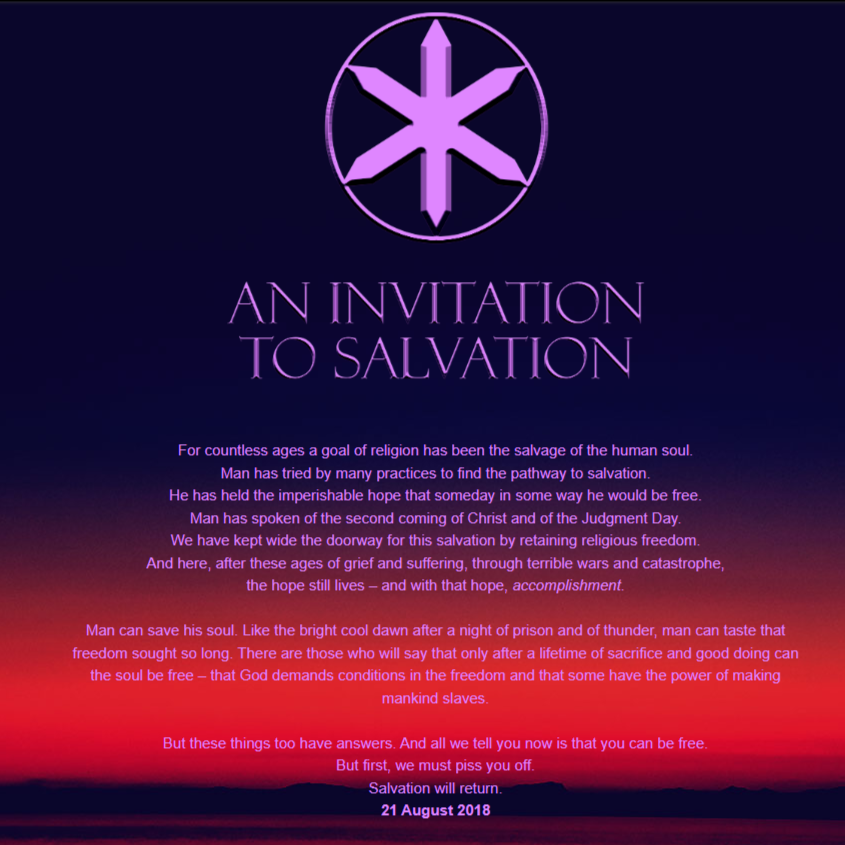 AN INVITATION
TO SALVATION
For countless ages a goal of religion has been the salvage of the human soul.
Man has tried by many practices to find the pathway to salvation.
He has held the imperishable hope that someday in some way he would be free.
Man has spoken of the second coming of Christ and of the Judgment Day.
We have kept wide the doorway for this salvation by retaining religious freedom.
And here, after these ages of grief and suffering, through terrible wars and catastrophe,
the hope still lives – and with that hope, accomplishment.
Man can save his soul. Like the bright cool dawn after a night of prison and of thunder, man can taste that
freedom sought so long. There are those who will say that only after a lifetime of sacrifice and good doing can
the soul be free – that God demands conditions in the freedom and that some have the power of making
mankind slaves.
But these things too have answers. And all we tell you now is that you can be free.
But first, we must piss you off.
Salvation will return.
21 August 2018